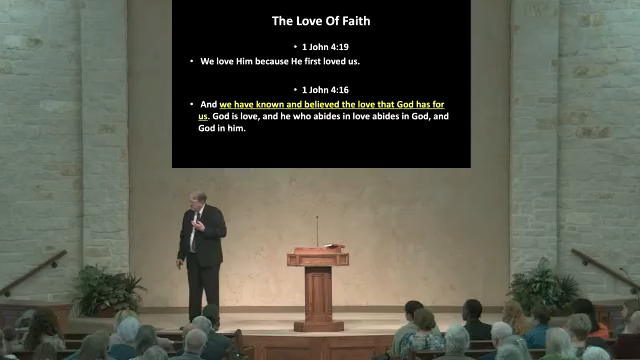 The Love Of Faith
• 1 John 4:19
• We love Him because He first loved us.
• 1 John 4:16
• And we have known and believed the love that God has for
us. God is love, and he who abides in love abides in God, and
God in him.